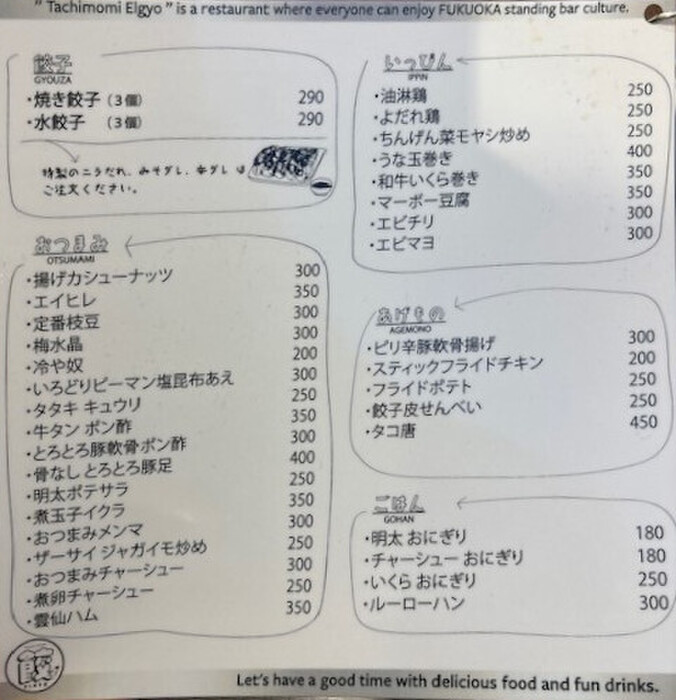 " Tachimomi EIgyo " is a restaurant where everyone can enjoy FUKUOKA standing bar culture.
餃子
GYOUZA
・焼き餃子（３個） 290
・水餃子 （３個） 290
特製のニラだれ、みそダレ、辛ダレ は
ご注文ください。
おつまみ
OTSUMAMI
・揚げカシューナッツ 300
・エイヒレ 350
・定番枝豆 300
・梅水晶 300
・冷や奴 200
・いろどりピーマン塩昆布あえ 300
・タタキ キュウリ 250
・牛タン ポン酢 350
・とろとろ豚軟骨ポン酢 300
・骨なし とろとろ豚足 400
・明太ポテサラ 250
・煮玉子イクラ 350
・おつまみメンマ 300
・ザーサイ ジャガイモ炒め 250
・おつまみチャーシュー 300
・煮卵チャーシュー 250
・雲仙ハム 350
いっぴん
IPPIN
・油淋鶏 250
・よだれ鶏 250
・ちんげん菜モヤシ炒め 250
・うな玉巻き 400
・和牛いくら巻き 350
・マーボー豆腐 350
・エビチリ 300
・エビマヨ 300
あげもの
AGEMONO
・ピリ辛豚軟骨揚げ 300
・スティックフライドチキン 200
・フライドポテト 250
・餃子皮せんべい 250
・タコ唐 450
ごはん
GOHAN
・明太 おにぎり 180
・チャーシュー おにぎり 180
・いくら おにぎり 250
・ルーローハン 300
Let's have a good time with delicious food and fun drinks.